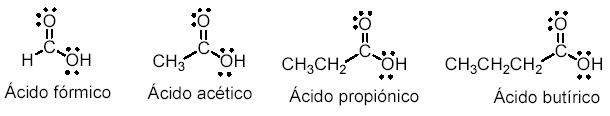 O
H C OH
Ácido fórmico
O
CH3 C OH
Ácido acético
O
CH3CH2 C OH
Ácido propiónico
O
CH3CH2CH2 C OH
Ácido butírico